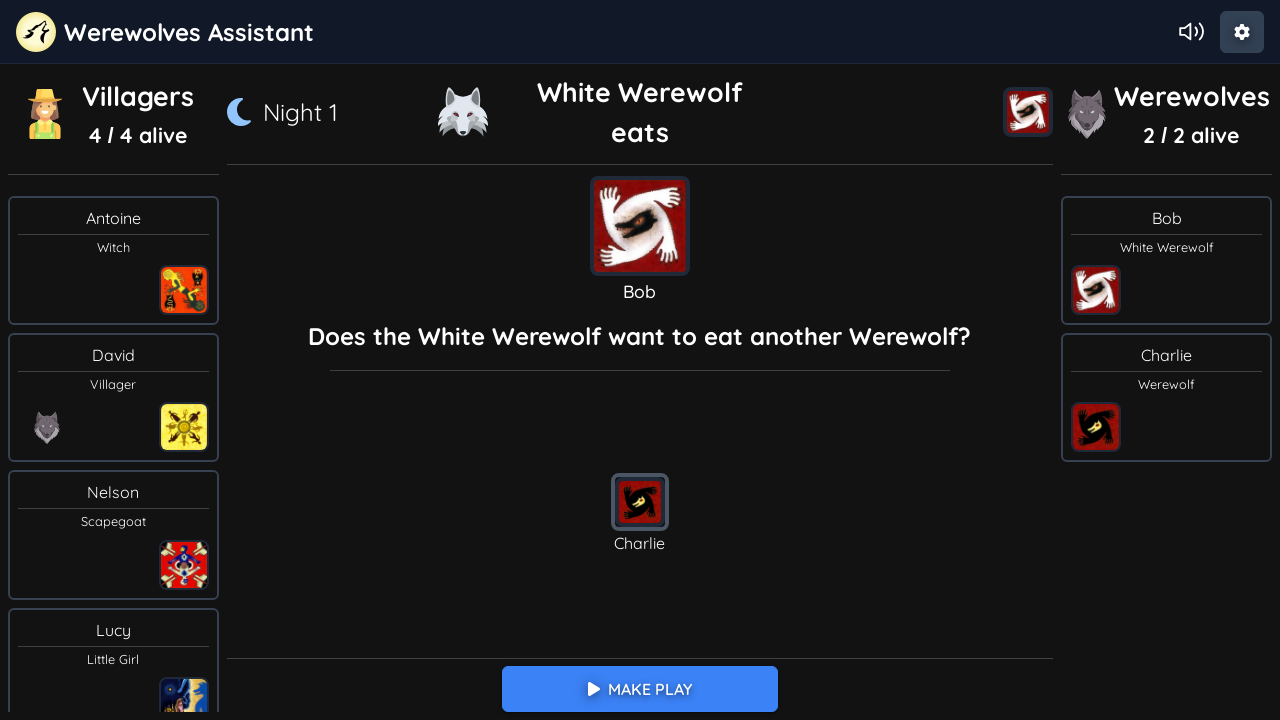 Werewolves Assistant
Villagers
4 / 4 alive
Antoine
Witch
David
Villager
Nelson
Scapegoat
Lucy
Little Girl
Night 1
White Werewolf
eats
Bob
Does the White Werewolf want to eat another Werewolf?
Charlie
MAKE PLAY
Werewolves
2 / 2 alive
Bob
White Werewolf
Charlie
Werewolf